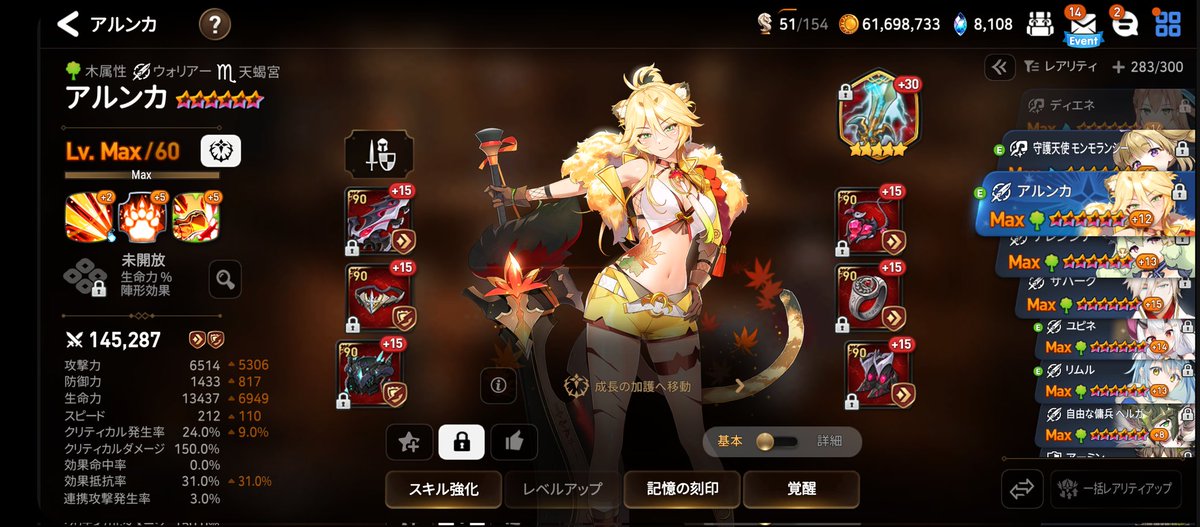 アルンカ
?
51/154
61,698,733
8,108
14
Event
2
木属性 ウォリアー 天蝎宮
アルンカ
Lv. Max/60
Max
+2
+5
+5
未開放
生命力%
陣形効果
145,287
攻撃力 6514 5306
防御力 1433 817
生命力 13437 6949
スピード 212 110
クリティカル発生率 24.0% 9.0%
クリティカルダメージ 150.0%
効果命中率 0.0%
効果抵抗率 31.0% 31.0%
連携攻撃発生率 3.0%
90 +15
90 +15
90 +15
+30
90 +15
90 +15
90 +15
成長の加護へ移動
基本 詳細
スキル強化
レベルアップ
記憶の刻印
覚醒
レアリティ
283/300
ディエネ
Max
守護天使 モンモランシー
アルンカ
Max +12
Max +13
サハーク
Max +15
ユピネ
Max +14
リムル
Max +13
自由な傭兵 ヘルガ
Max +8
一括レアリティアップ